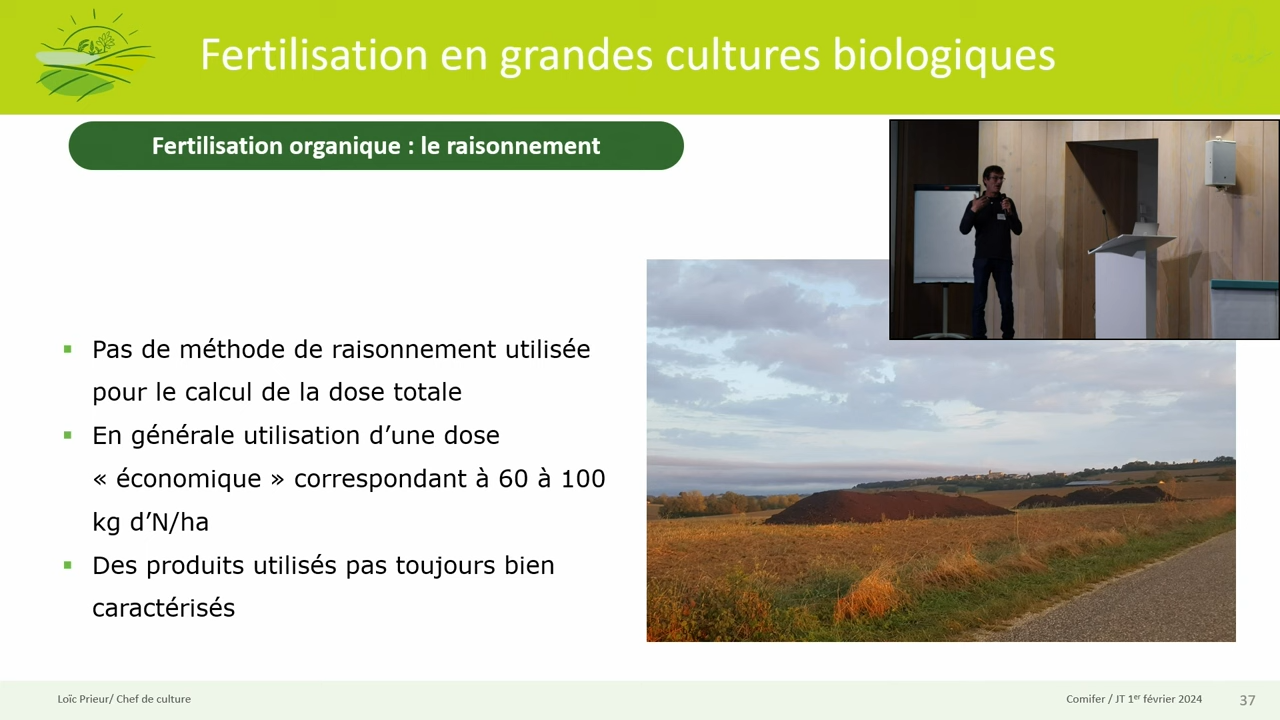 Fertilisation en grandes cultures biologiques
Fertilisation organique : le raisonnement
▪ Pas de méthode de raisonnement utilisée
pour le calcul de la dose totale
▪ En générale utilisation d’une dose
« économique » correspondant à 60 à 100
kg d’N/ha
▪ Des produits utilisés pas toujours bien
caractérisés
Loïc Prieur/ Chef de culture
Comifer / JT 1er février 2024
37